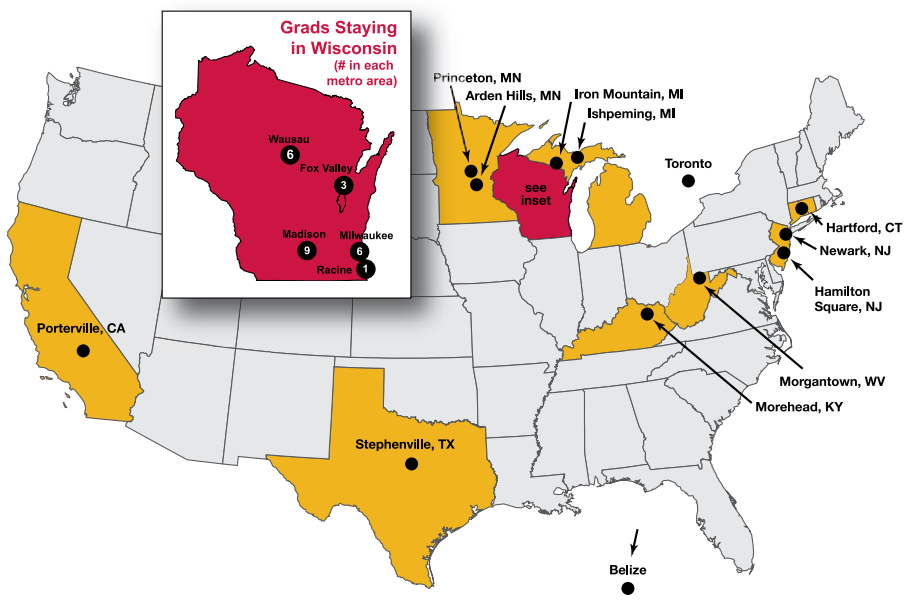 Grads Staying
in Wisconsin
(# in each
metro area)
Wausau
6
Fox Valley
3
Madison
9
Milwaukee
6
Racine
1
Princeton, MN
Arden Hills, MN
Iron Mountain, MI
Ishpeming, MI
see
inset
Toronto
Hartford, CT
Newark, NJ
Hamilton
Square, NJ
Porterville, CA
Morgantown, WV
Morehead, KY
Stephenville, TX
Belize